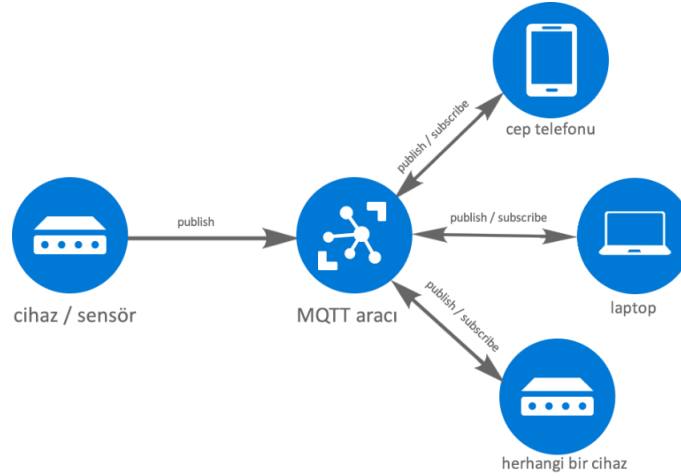 publish / subscribe
cep telefonu
publish
publish / subscribe
cihaz / sensör
MQTT aracı
laptop
publish / subscribe
herhangi bir cihaz